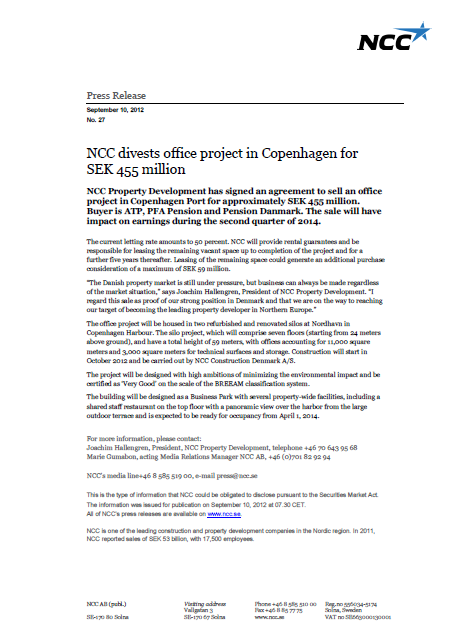 NCC
Press Release
September 10, 2012
No. 27
NCC divests office project in Copenhagen for
SEK 455 million
NCC Property Development has signed an agreement to sell an office
project in Copenhagen Port for approximately SEK 455 million.
Buyer is ATP, PFA Pension and Pension Danmark. The sale will have
impact on earnings during the second quarter of 2014.
The current letting rate amounts to 50 percent. NCC will provide rental guarantees and be
responsible for leasing the remaining vacant space up to completion of the project and for a
further five years thereafter. Leasing of the remaining space could generate an additional purchase
consideration of a maximum of SEK 59 million.
“The Danish property market is still under pressure, but business can always be made regardless
of the market situation,” says Joachim Hallengren, President of NCC Property Development. “I
regard this sale as proof of our strong position in Denmark and that we are on the way to reaching
our target of becoming the leading property developer in Northern Europe.”
The office project will be housed in two refurbished and renovated silos at Nordhavn in
Copenhagen Harbour. The silo project, which will comprise seven floors (starting from 24 meters
above ground), and have a total height of 59 meters, with offices accounting for 11,000 square
meters and 3,000 square meters for technical surfaces and storage. Construction will start in
October 2012 and be carried out by NCC Construction Denmark A/S.
The project will be designed with high ambitions of minimizing the environmental impact and be
certified as ‘Very Good’ on the scale of the BREEAM classification system.
The building will be designed as a Business Park with several property-wide facilities, including a
shared staff restaurant on the top floor with a panoramic view over the harbor from the large
outdoor terrace and is expected to be ready for occupancy from April 1, 2014.
For more information, please contact:
Joachim Hallengren, President, NCC Property Development, telephone +46 70 643 95 68
Marie Gumabon, acting Media Relations Manager NCC AB, +46 (0)701 82 92 94
NCC’s media line+46 8 585 519 00, e-mail press@ncc.se
This is the type of information that NCC could be obligated to disclose pursuant to the Securities Market Act.
The information was issued for publication on September 10, 2012 at 07.30 CET.
All of NCC's press releases are available on www.ncc.se.
NCC is one of the leading construction and property development companies in the Nordic region. In 2011,
NCC reported sales of SEK 53 billion, with 17,500 employees.
NCC AB (publ.) Visiting address Phone +46 8 585 510 00 Reg.no 556034-5174
Vallgatan 3 Fax +46 8 85 77 75 Solna, Sweden
SE-170 80 Solna SE-170 67 Solna www.ncc.se VAT no SE663000130001